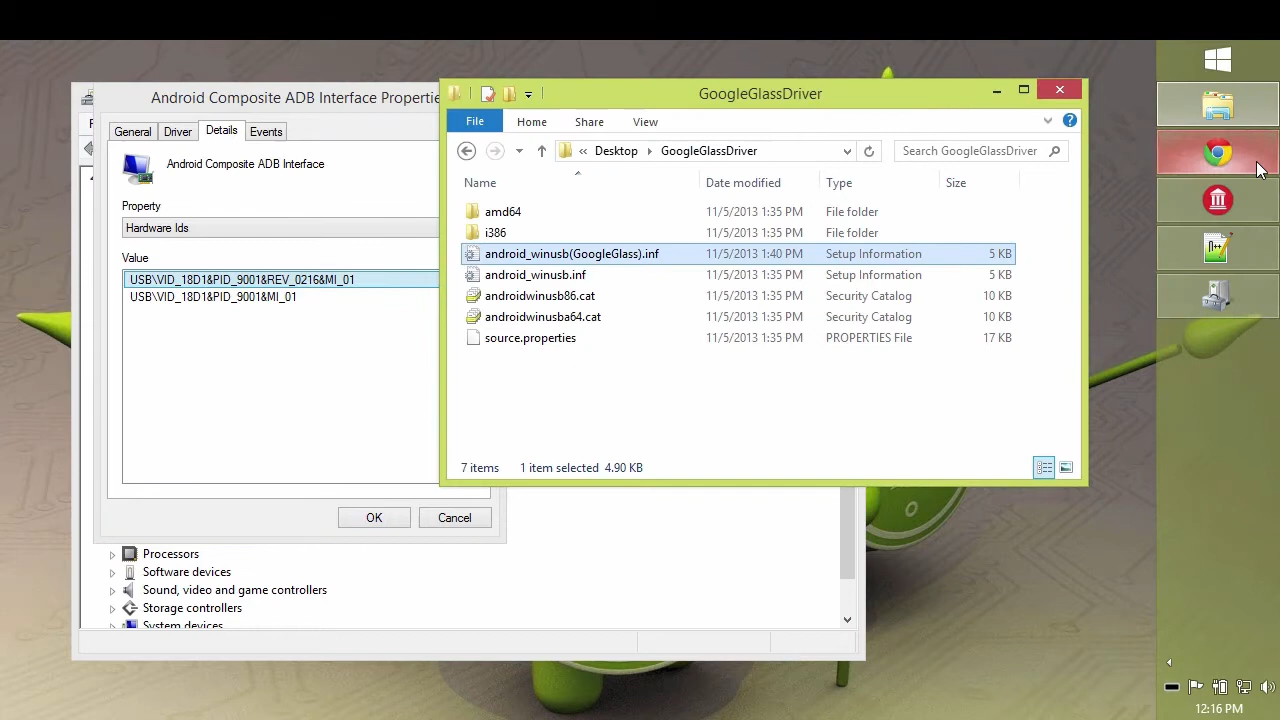 Android Composite ADB Interface Propertie
General
Driver
Details
Events
Android Composite ADB Interface
Property
Hardware Ids
Value
USB\VID_18D1&PID_9001&REV_0216&MI_01
USB\VID_18D1&PID_9001&MI_01
OK
Cancel
Processors
Software devices
Sound, video and game controllers
Storage controllers
System devices
GoogleGlassDriver
File
Home
Share
View
« Desktop GoogleGlassDriver
Search GoogleGlassDriver
Name Date modified Type Size
amd64 11/5/2013 1:35 PM File folder
i386 11/5/2013 1:35 PM File folder
android_winusb(GoogleGlass).inf 11/5/2013 1:40 PM Setup Information 5 KB
android_winusb.inf 11/5/2013 1:35 PM Setup Information 5 KB
androidwinusb86.cat 11/5/2013 1:35 PM Security Catalog 10 KB
androidwinusba64.cat 11/5/2013 1:35 PM Security Catalog 10 KB
source.properties 11/5/2013 1:35 PM PROPERTIES File 17 KB
7 items 1 item selected 4.90 KB
12:16 PM